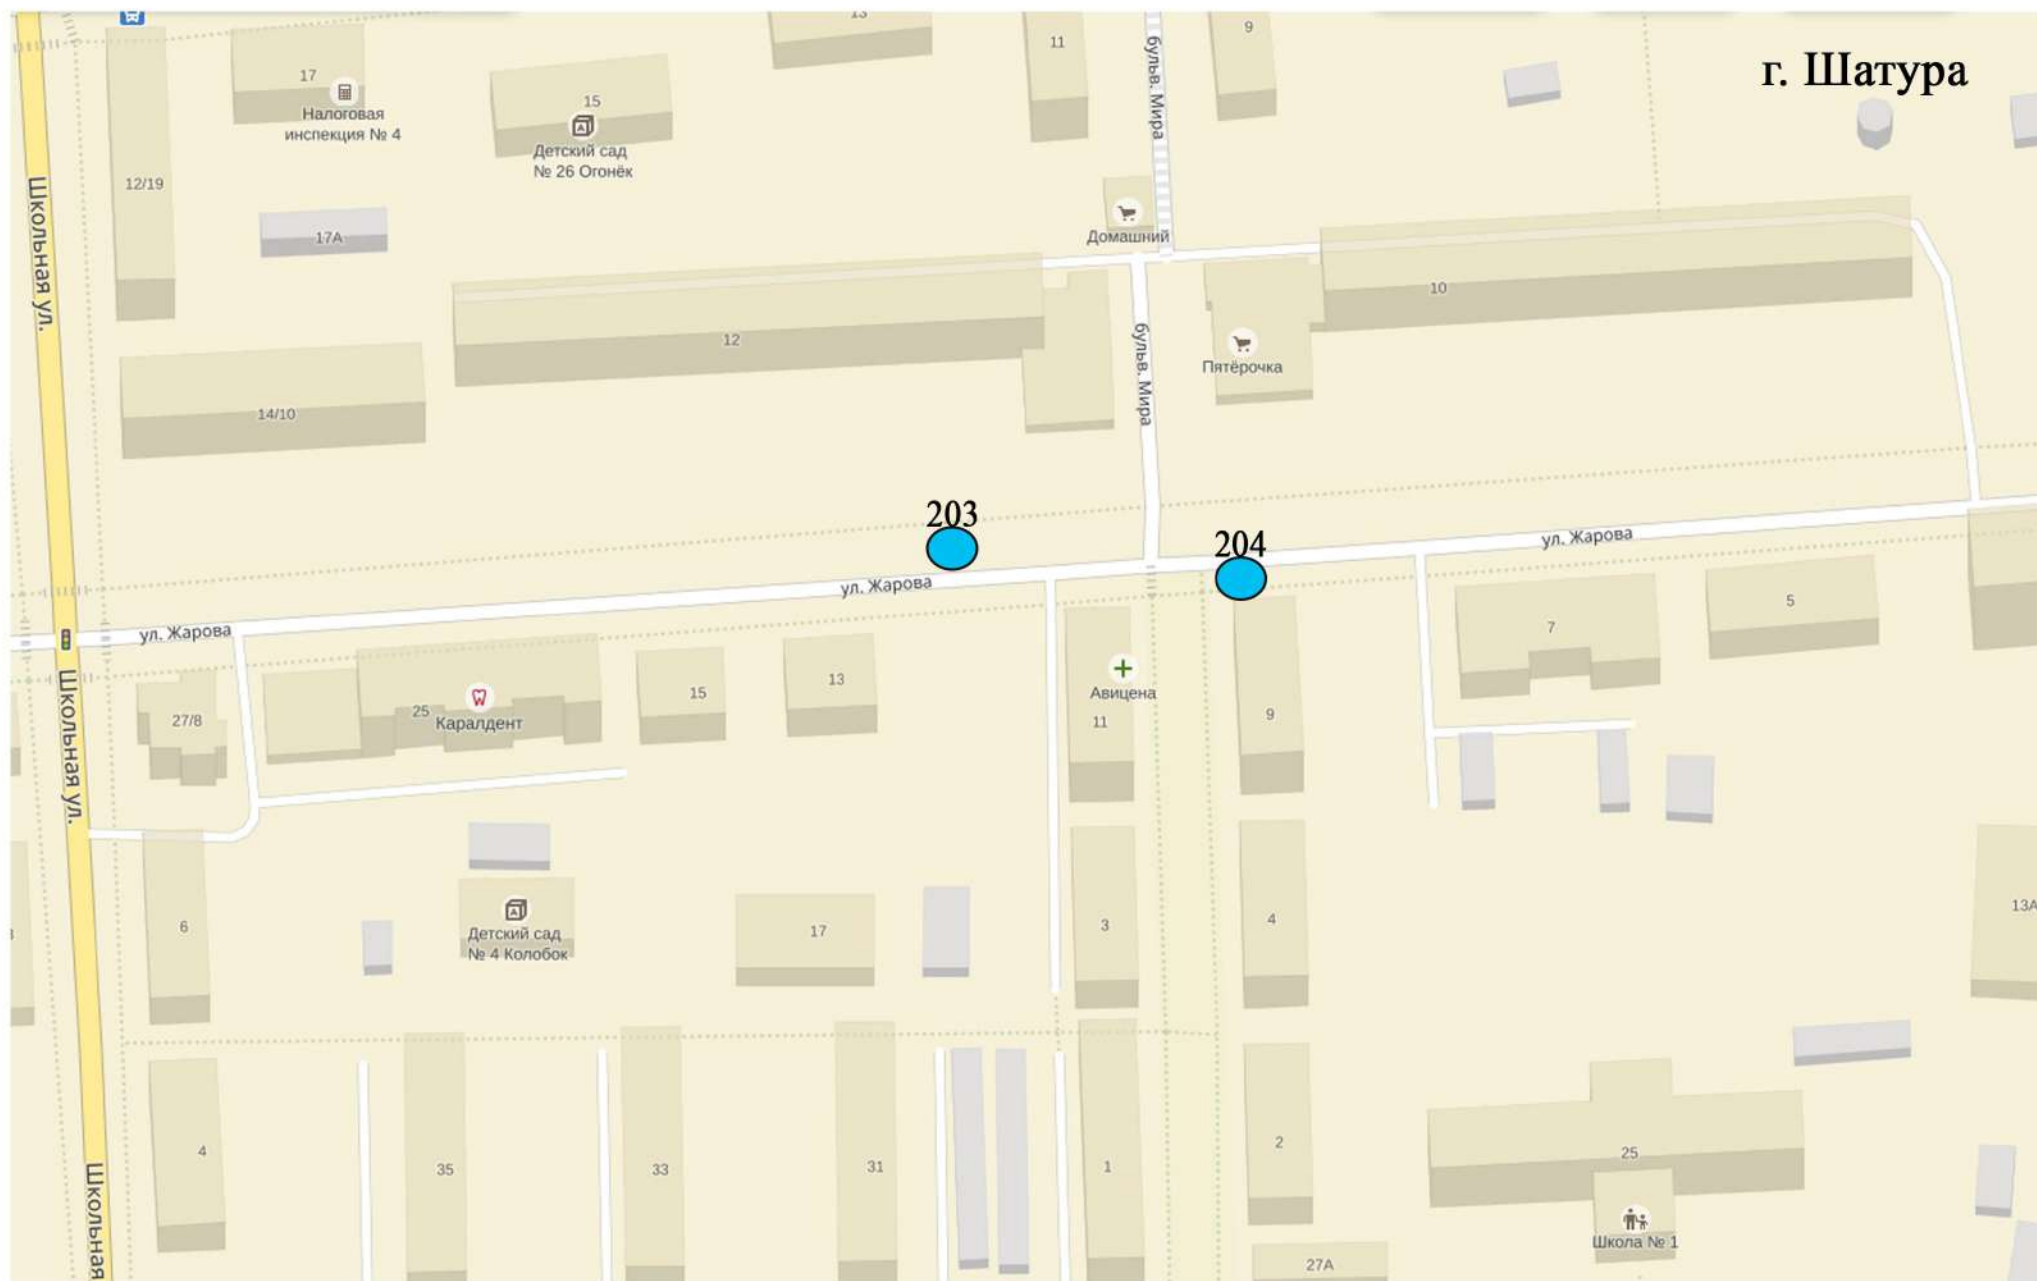 13
11
бульв. Мира
9
г. Шатура
17
Налоговая
инспекция № 4
15
Детский сад
№ 26 Огонёк
12/19
17А
Школьная ул.
Домашний
12
10
бульв. Мира
Пятёрочка
14/10
203
204
ул. Жарова
ул. Жарова
ул. Жарова
Школьная ул.
27/8
25
Каралдент
15
13
Авицена
11
9
7
5
6
Детский сад
№ 4 Колобок
17
3
4
13А
4
35
33
31
1
2
25
Школа № 1
Школьная
27А